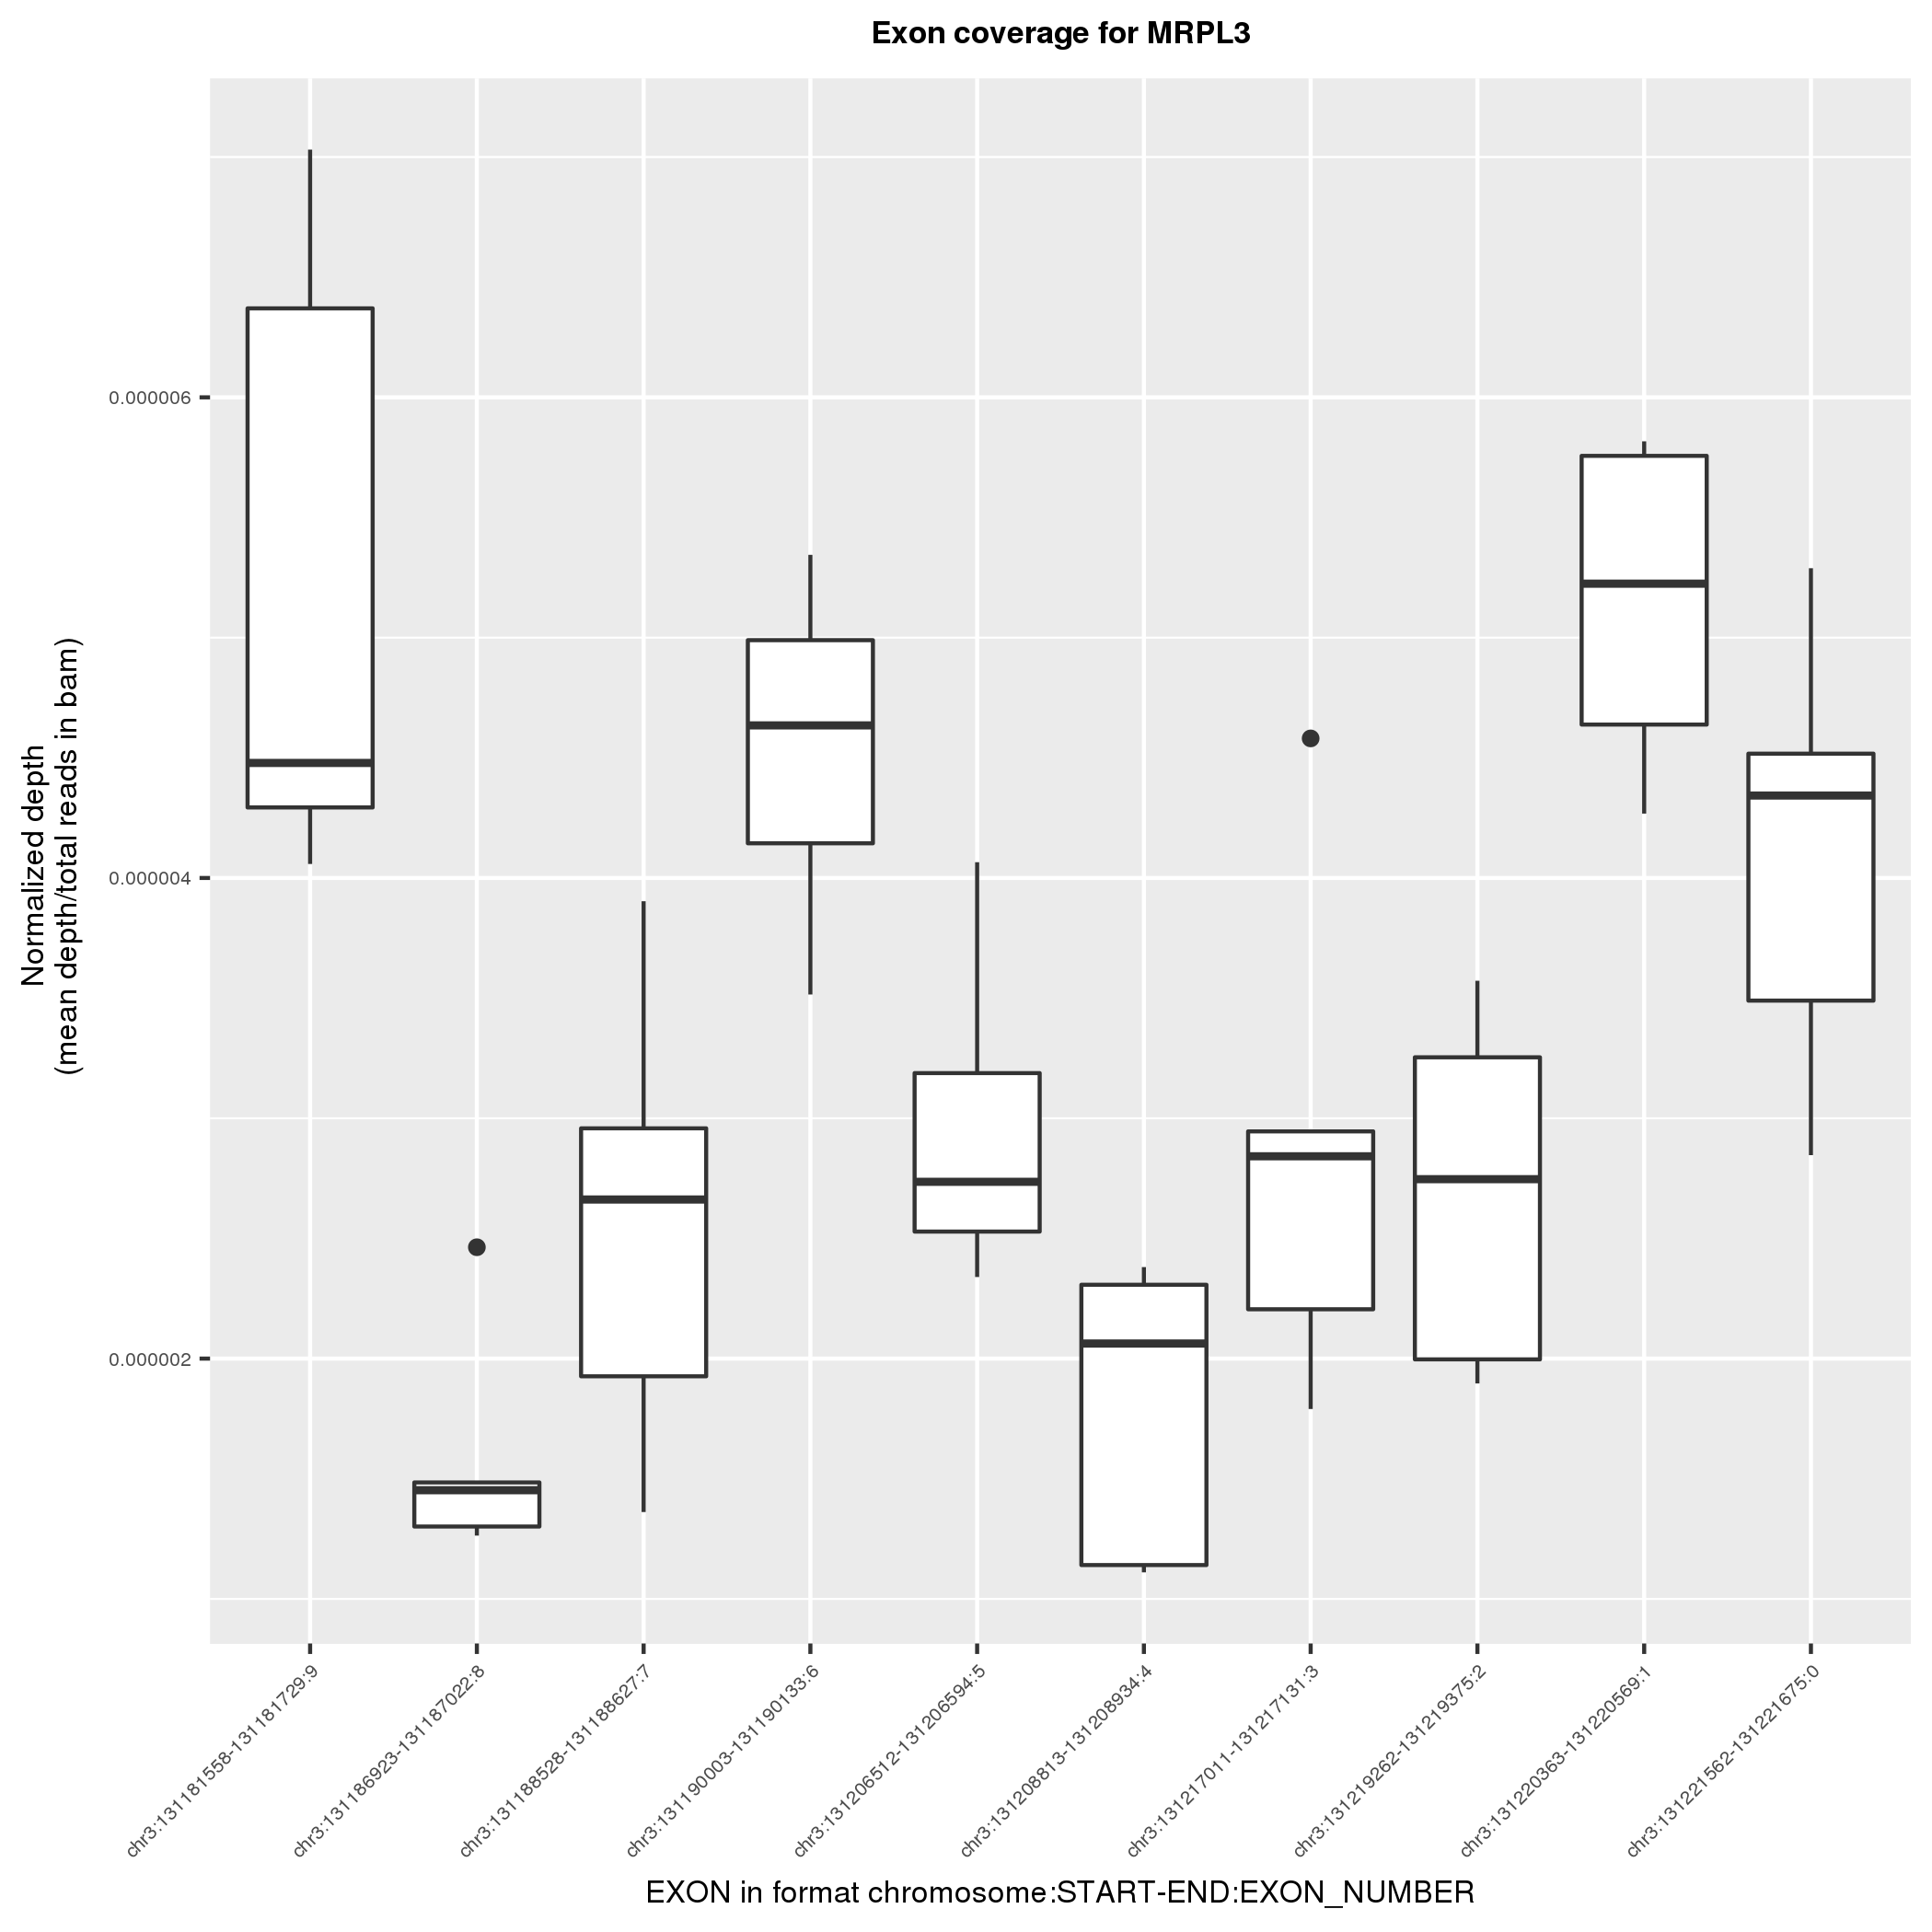 Exon coverage for MRPL3
Normalized depth
(mean depth/total reads in bam)
0.000006
0.000004
0.000002
chr3:131181558-131181729:9
chr3:131186923-131187022:8
chr3:131188528-131188627:7
chr3:131190003-131190133:6
chr3:131206512-131206594:5
chr3:131208813-131208934:4
chr3:131217011-131217131:3
chr3:131219262-131219375:2
chr3:131220363-131220569:1
chr3:131221562-131221675:0
EXON in format chromosome:START-END:EXON_NUMBER